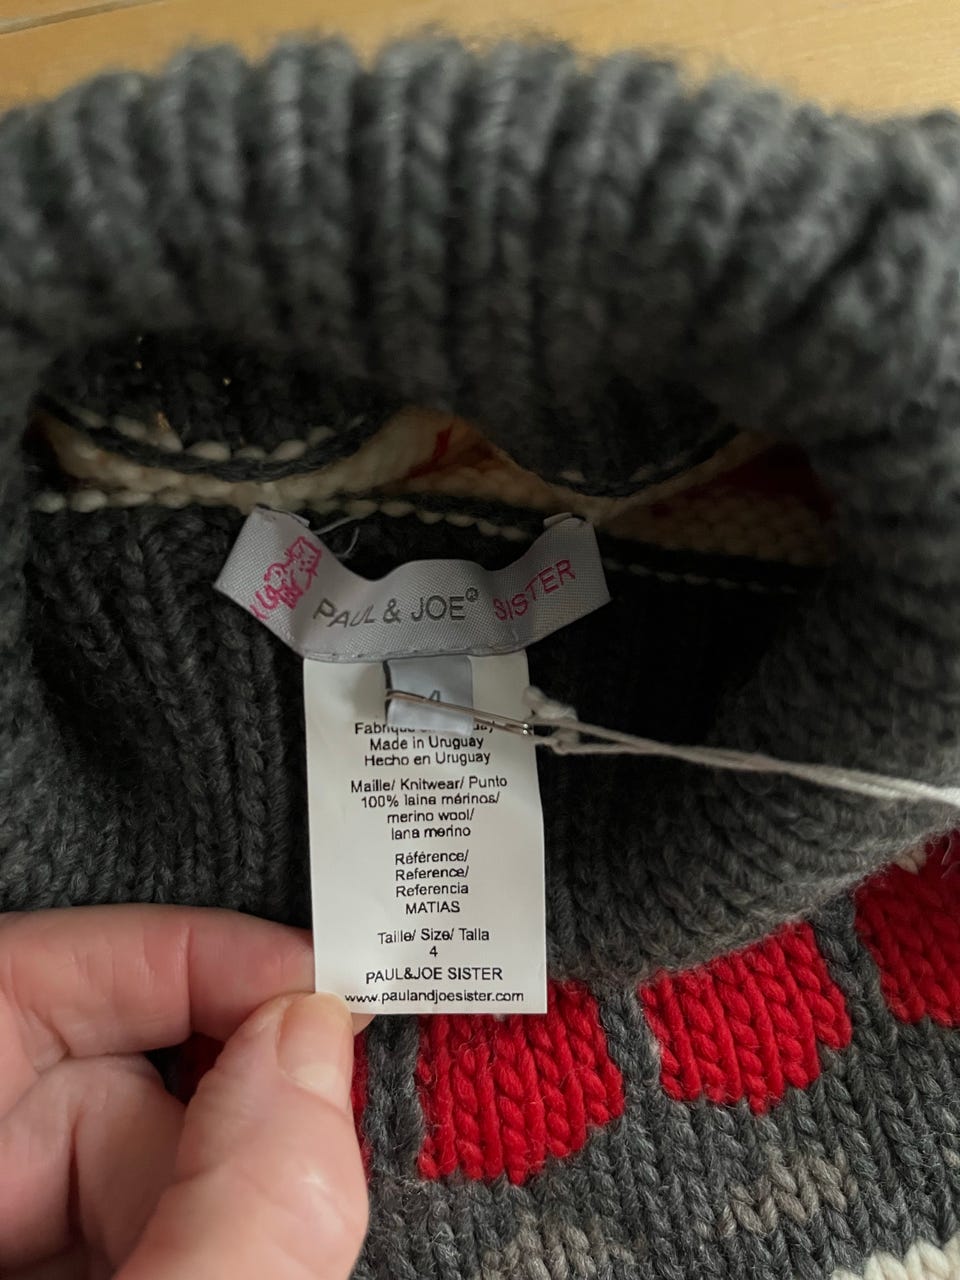 PAUL & JOE® SISTER
4
Made in Uruguay
Hecho en Uruguay
Maille/ Knitwear/ Punto
100% laine mérinos/
merino wool/
lana merino
Référence/
Reference/
Referencia
MATIAS
Taille/ Size/ Talla
4
PAUL&JOE SISTER
www.paulandjoesister.com